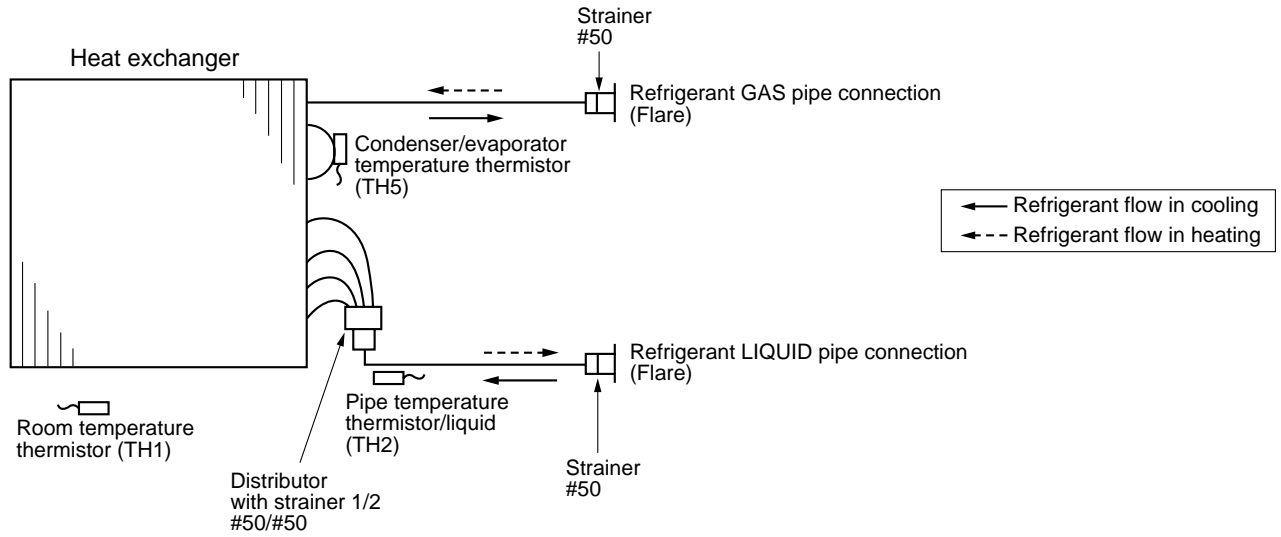 Strainer
#50
Heat exchanger
Refrigerant GAS pipe connection
(Flare)
Condenser/evaporator
temperature thermistor
(TH5)
Refrigerant flow in cooling
Refrigerant flow in heating
Refrigerant LIQUID pipe connection
(Flare)
Pipe temperature
thermistor/liquid
(TH2)
Room temperature
thermistor (TH1)
Strainer
#50
Distributor
with strainer 1/2
#50/#50